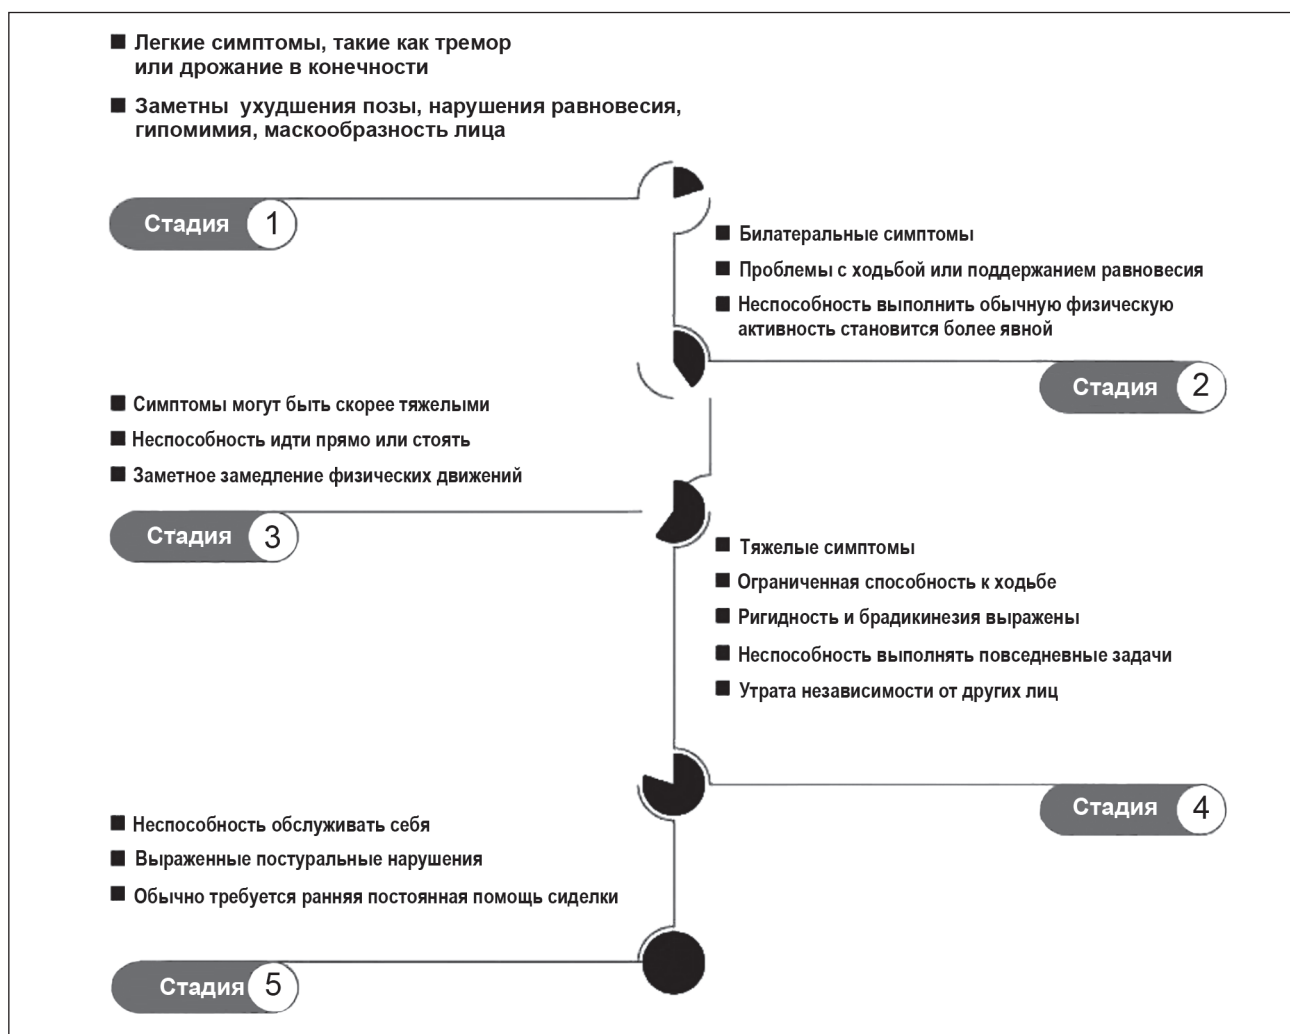 ■ Легкие симптомы, такие как тремор
или дрожание в конечности
■ Заметны ухудшения позы, нарушения равновесия,
гипомимия, маскообразность лица
Стадия 1
■ Билатеральные симптомы
■ Проблемы с ходьбой или поддержанием равновесия
■ Неспособность выполнить обычную физическую
активность становится более явной
Стадия 2
■ Симптомы могут быть скорее тяжелыми
■ Неспособность идти прямо или стоять
■ Заметное замедление физических движений
Стадия 3
■ Тяжелые симптомы
■ Ограниченная способность к ходьбе
■ Ригидность и брадикинезия выражены
■ Неспособность выполнять повседневные задачи
■ Утрата независимости от других лиц
Стадия 4
■ Неспособность обслуживать себя
■ Выраженные постуральные нарушения
■ Обычно требуется ранняя постоянная помощь сиделки
Стадия 5